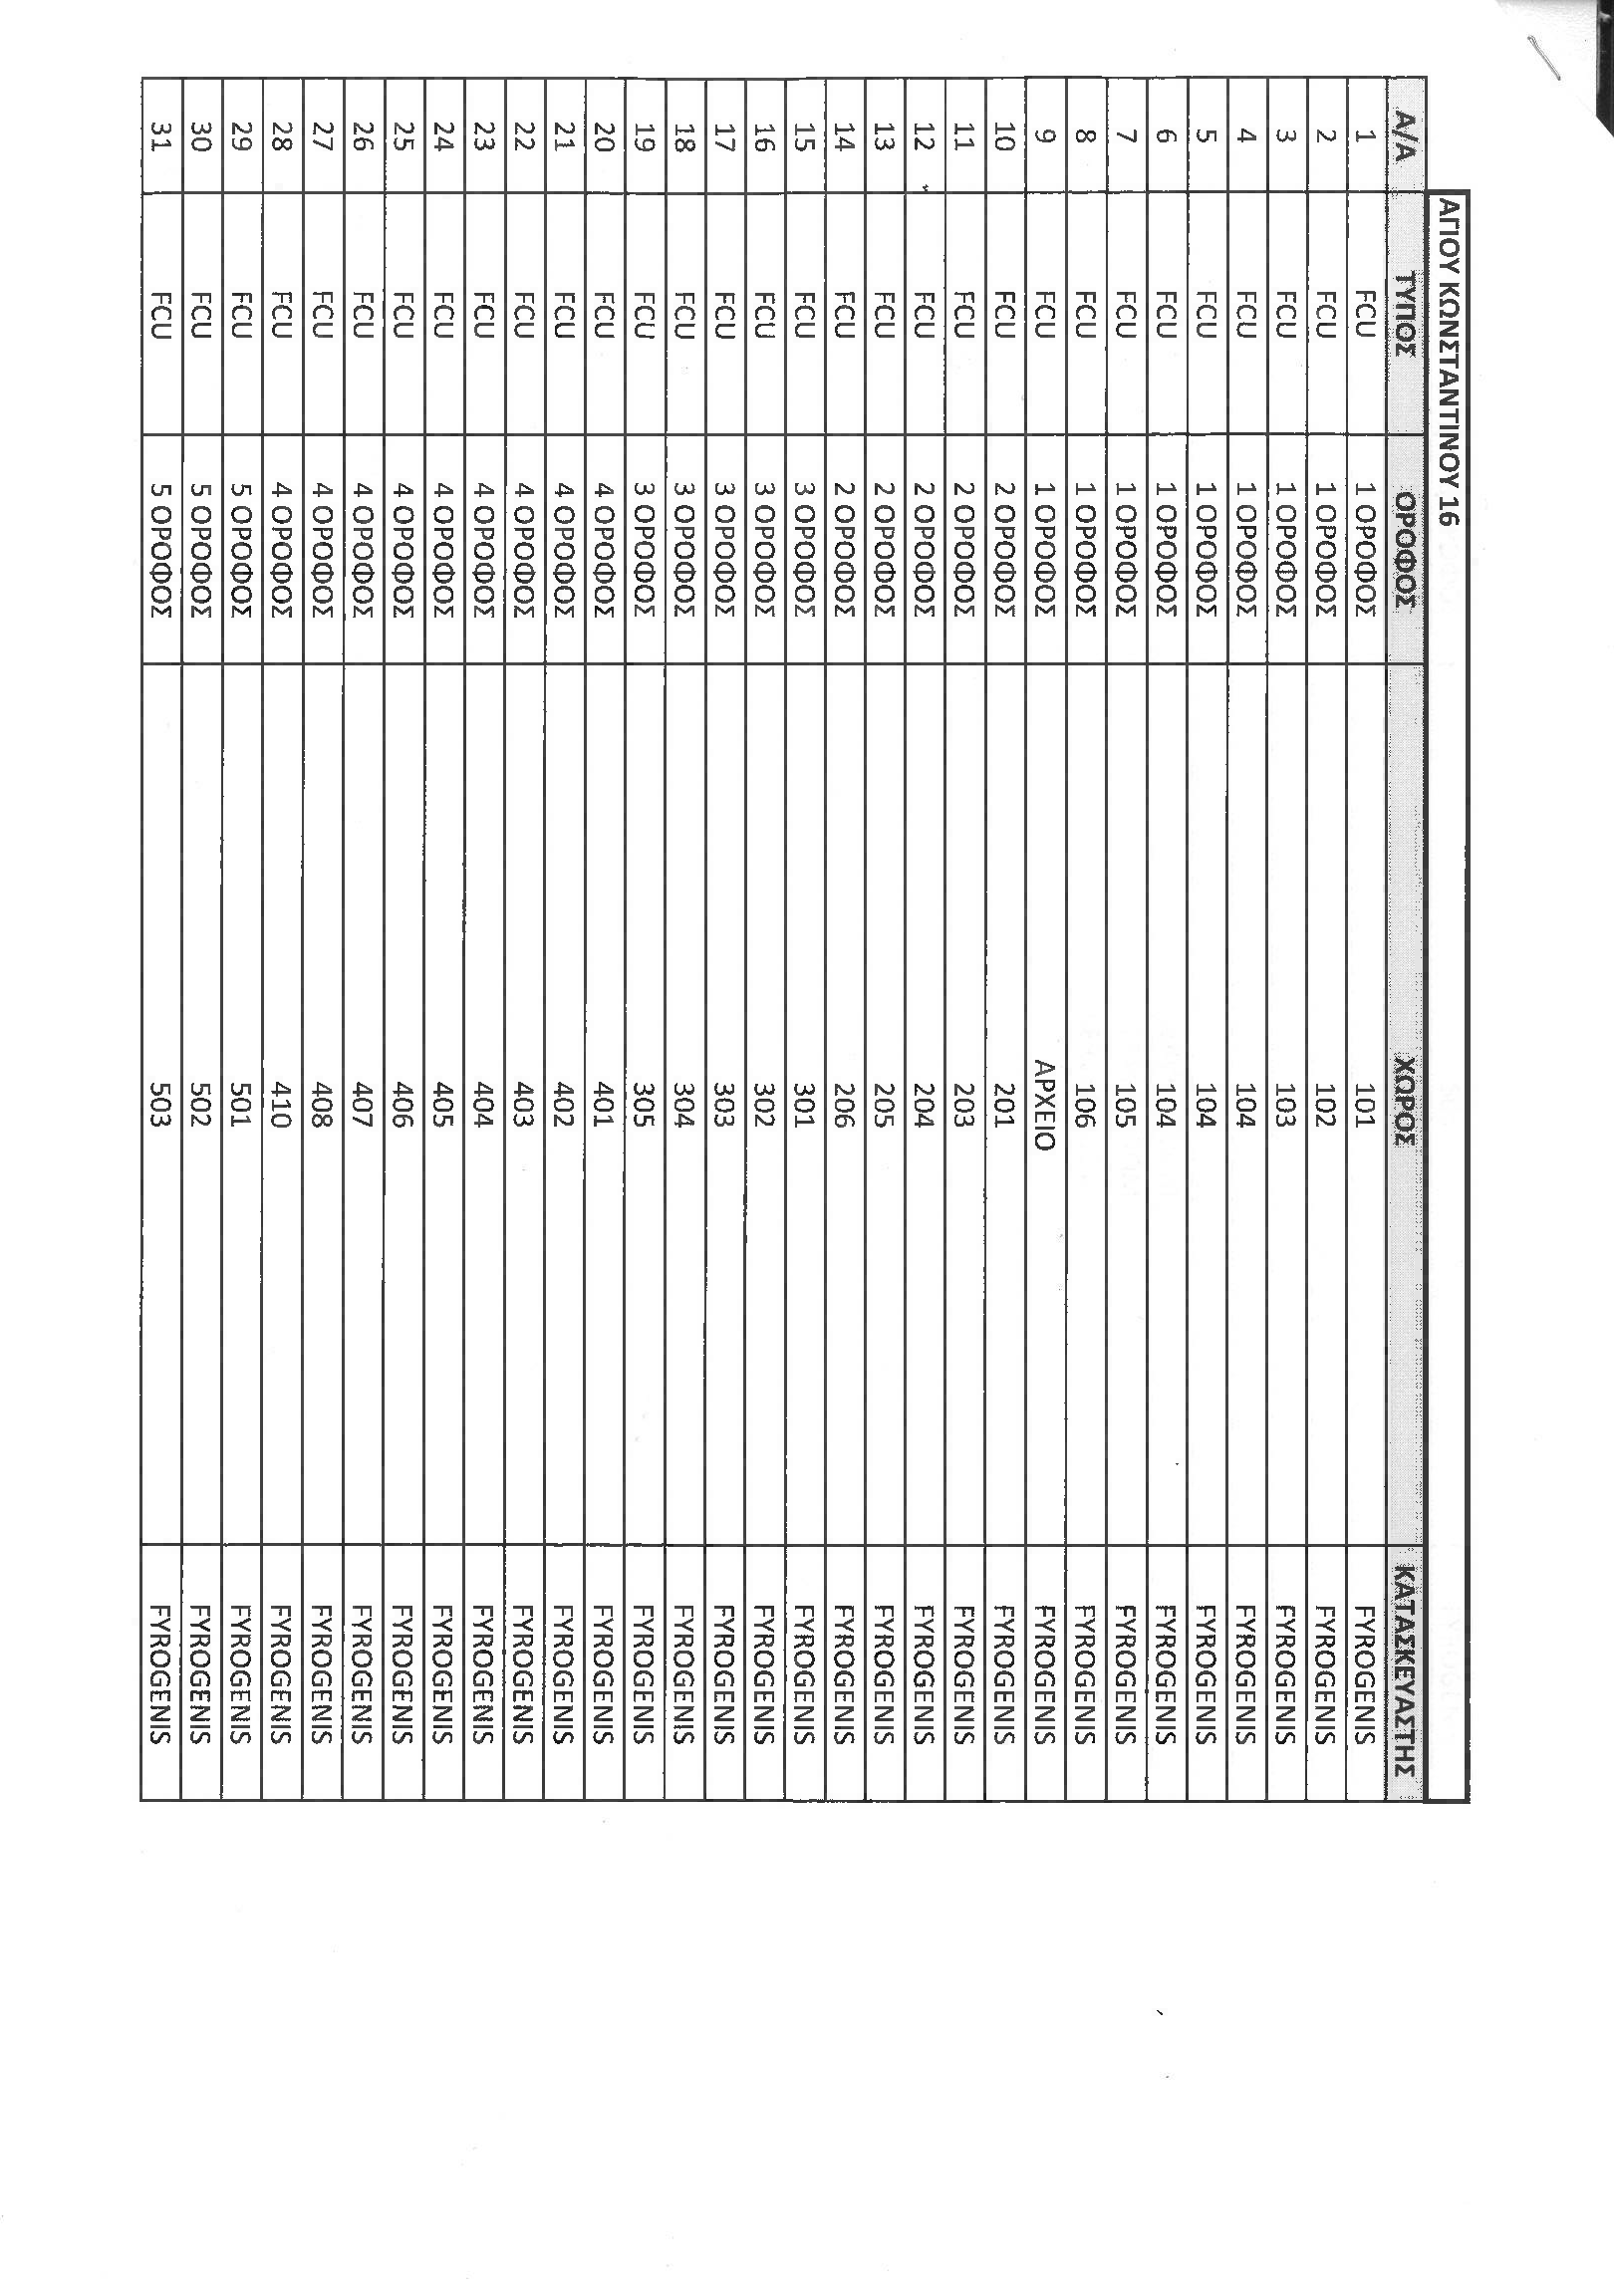 ΑΓΙΟΥ ΚΩΝΣΤΑΝΤΙΝΟΥ 16
Α/Α ΤΥΠΟΣ ΟΡΟΦΟΣ ΧΩΡΟΣ ΚΑΤΑΣΚΕΥΑΣΤΗΣ
1 FCU 1 ΟΡΟΦΟΣ 101 FYROGENIS
2 FCU 1 ΟΡΟΦΟΣ 102 FYROGENIS
3 FCU 1 ΟΡΟΦΟΣ 103 FYROGENIS
4 FCU 1 ΟΡΟΦΟΣ 104 FYROGENIS
5 FCU 1 ΟΡΟΦΟΣ 104 FYROGENIS
6 FCU 1 ΟΡΟΦΟΣ 104 FYROGENIS
7 FCU 1 ΟΡΟΦΟΣ 105 FYROGENIS
8 FCU 1 ΟΡΟΦΟΣ 106 FYROGENIS
9 FCU 1 ΟΡΟΦΟΣ ΑΡΧΕΙΟ FYROGENIS
10 FCU 2 ΟΡΟΦΟΣ 201 FYROGENIS
11 FCU 2 ΟΡΟΦΟΣ 203 FYROGENIS
12 FCU 2 ΟΡΟΦΟΣ 204 FYROGENIS
13 FCU 2 ΟΡΟΦΟΣ 205 FYROGENIS
14 FCU 2 ΟΡΟΦΟΣ 206 FYROGENIS
15 FCU 3 ΟΡΟΦΟΣ 301 FYROGENIS
16 FCU 3 ΟΡΟΦΟΣ 302 FYROGENIS
17 FCU 3 ΟΡΟΦΟΣ 303 FYROGENIS
18 FCU 3 ΟΡΟΦΟΣ 304 FYROGENIS
19 FCU 3 ΟΡΟΦΟΣ 305 FYROGENIS
20 FCU 4 ΟΡΟΦΟΣ 401 FYROGENIS
21 FCU 4 ΟΡΟΦΟΣ 402 FYROGENIS
22 FCU 4 ΟΡΟΦΟΣ 403 FYROGENIS
23 FCU 4 ΟΡΟΦΟΣ 404 FYROGENIS
24 FCU 4 ΟΡΟΦΟΣ 405 FYROGENIS
25 FCU 4 ΟΡΟΦΟΣ 406 FYROGENIS
26 FCU 4 ΟΡΟΦΟΣ 407 FYROGENIS
27 FCU 4 ΟΡΟΦΟΣ 408 FYROGENIS
28 FCU 4 ΟΡΟΦΟΣ 410 FYROGENIS
29 FCU 5 ΟΡΟΦΟΣ 501 FYROGENIS
30 FCU 5 ΟΡΟΦΟΣ 502 FYROGENIS
31 FCU 5 ΟΡΟΦΟΣ 503 FYROGENIS